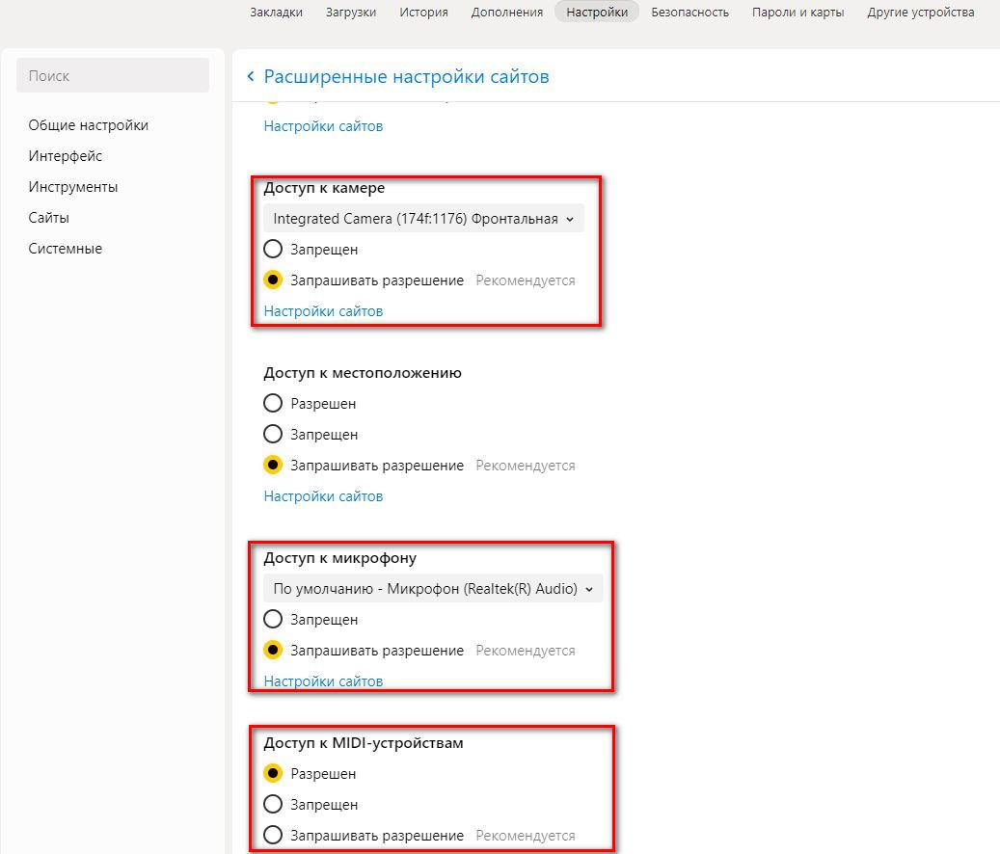 Закладки Загрузки История Дополнения Настройки Безопасность Пароли и карты Другие устройства
Поиск
Общие настройки
Интерфейс
Инструменты
Сайты
Системные
Расширенные настройки сайтов
Настройки сайтов
Доступ к камере
Integrated Camera (174f:1176) Фронтальная
Запрещен
Запрашивать разрешение Рекомендуется
Настройки сайтов
Доступ к местоположению
Разрешен
Запрещен
Запрашивать разрешение Рекомендуется
Настройки сайтов
Доступ к микрофону
По умолчанию - Микрофон (Realtek(R) Audio)
Запрещен
Запрашивать разрешение Рекомендуется
Настройки сайтов
Доступ к MIDI-устройствам
Разрешен
Запрещен
Запрашивать разрешение Рекомендуется